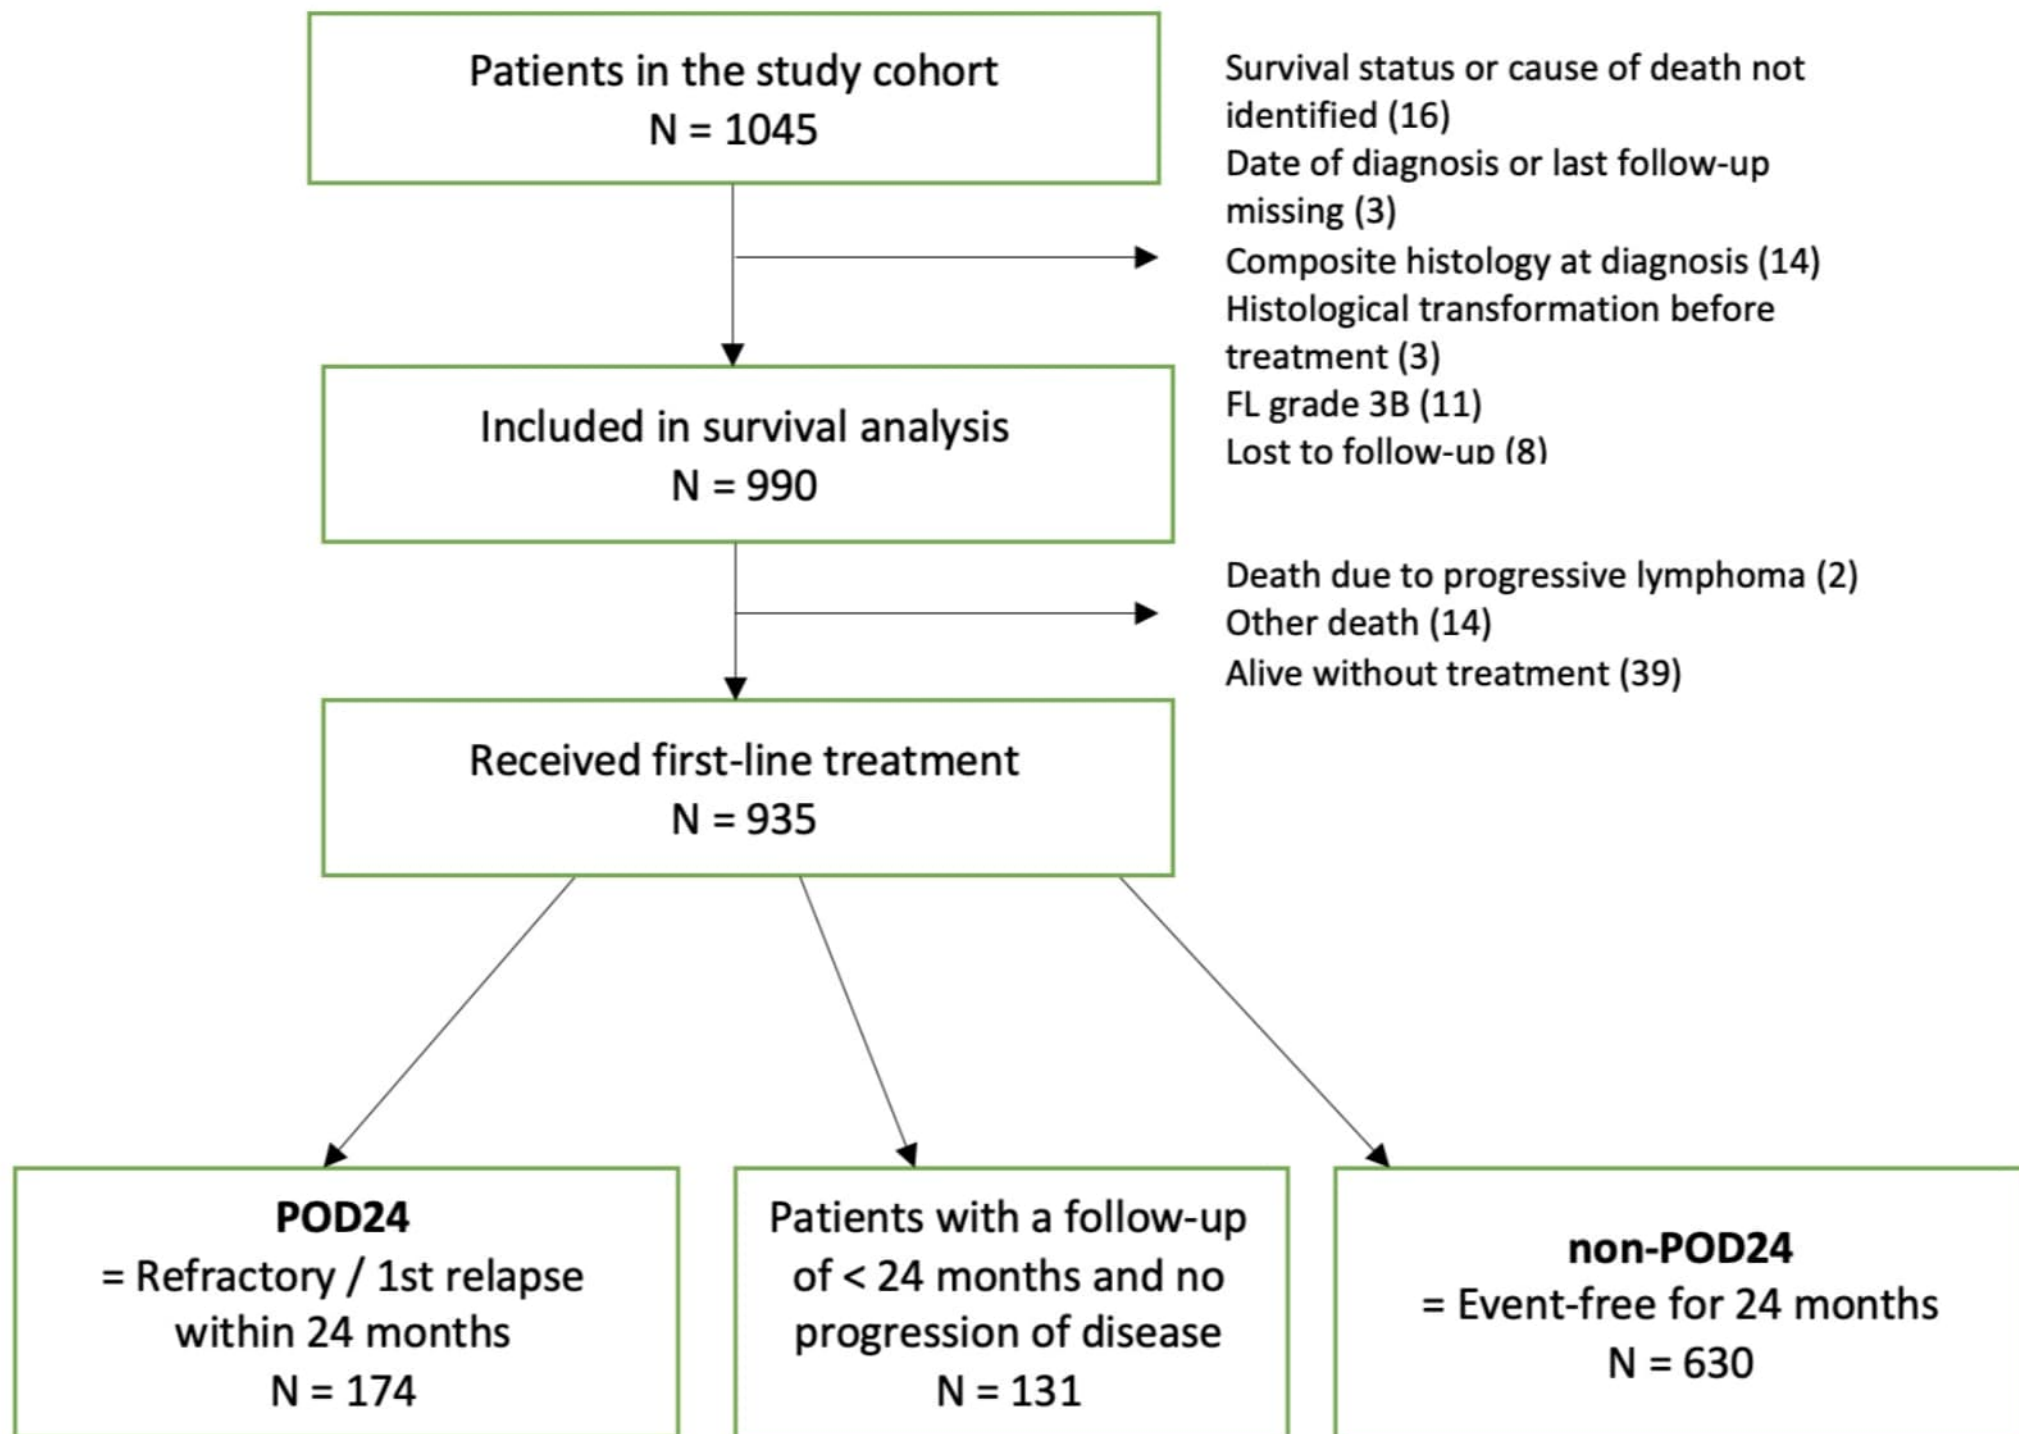 Patients in the study cohort
N = 1045
Survival status or cause of death not
identified (16)
Date of diagnosis or last follow-up
missing (3)
Composite histology at diagnosis (14)
Histological transformation before
treatment (3)
FL grade 3B (11)
Lost to follow-up (8)
Included in survival analysis
N = 990
Death due to progressive lymphoma (2)
Other death (14)
Alive without treatment (39)
Received first-line treatment
N = 935
POD24
= Refractory / 1st relapse
within 24 months
N = 174
Patients with a follow-up
of < 24 months and no
progression of disease
N = 131
non-POD24
= Event-free for 24 months
N = 630